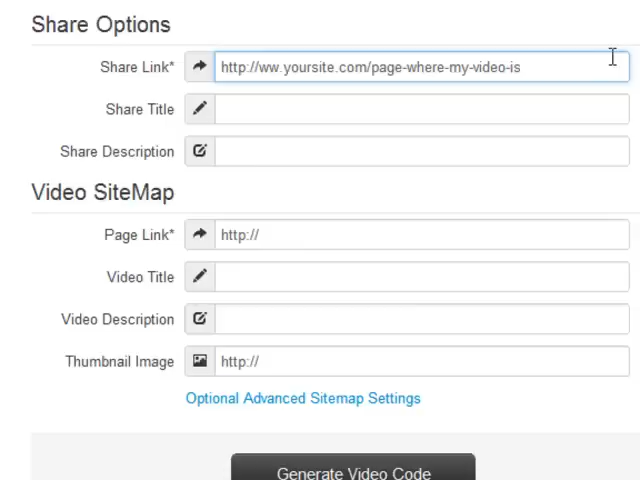 Share Options
Share Link* http://ww.yoursite.com/page-where-my-video-is
Share Title
Share Description
Video SiteMap
Page Link* http://
Video Title
Video Description
Thumbnail Image http://
Optional Advanced Sitemap Settings
Generate Video Code